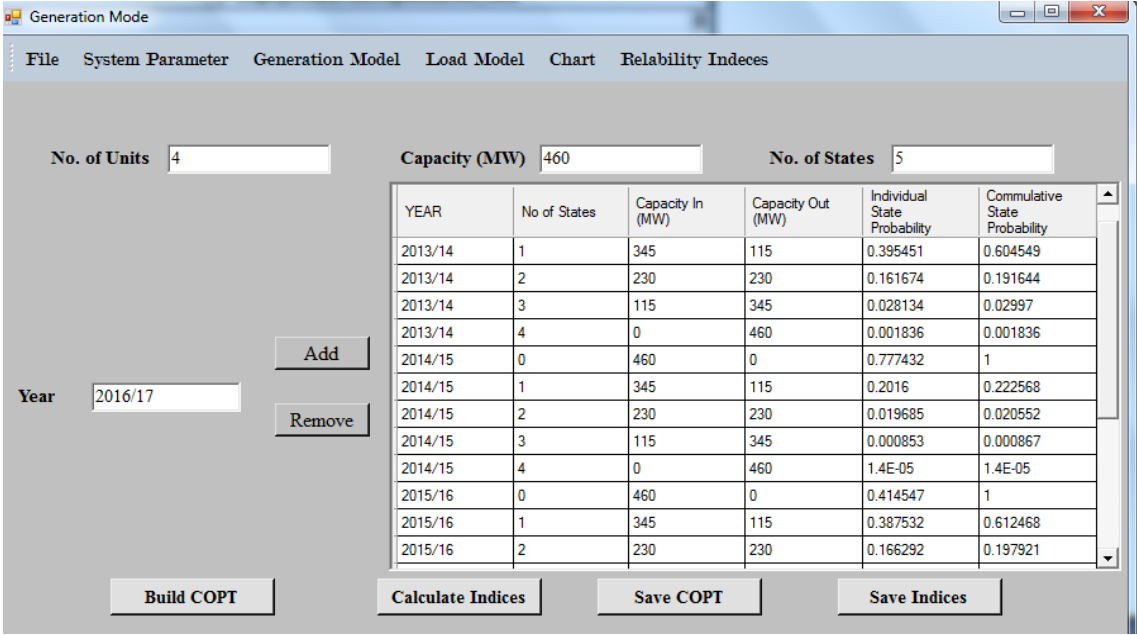 Generation Mode
File System Parameter Generation Model Load Model Chart Relability Indeces
No. of Units 4 Capacity (MW) 460 No. of States 5
YEAR No of States Capacity In (MW) Capacity Out (MW) Individual State Probability Commulative State Probability
2013/14 1 345 115 0.395451 0.604549
2013/14 2 230 230 0.161674 0.191644
2013/14 3 115 345 0.028134 0.02997
2013/14 4 0 460 0.001836 0.001836
2014/15 0 460 0 0.777432 1
2014/15 1 345 115 0.2016 0.222568
2014/15 2 230 230 0.019685 0.020552
2014/15 3 115 345 0.000853 0.000867
2014/15 4 0 460 1.4E-05 1.4E-05
2015/16 0 460 0 0.414547 1
2015/16 1 345 115 0.387532 0.612468
2015/16 2 230 230 0.166292 0.197921
Add
Year 2016/17
Remove
Build COPT Calculate Indices Save COPT Save Indices